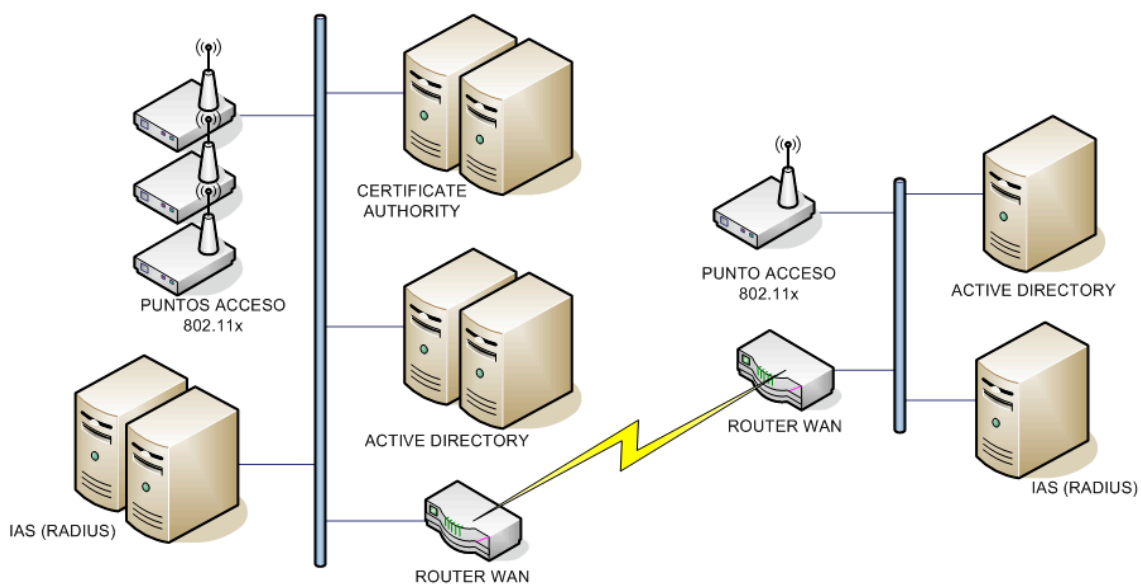 CERTIFICATE
AUTHORITY
PUNTOS ACCESO
802.11x
ACTIVE DIRECTORY
IAS (RADIUS)
ROUTER WAN
PUNTO ACCESO
802.11x
ACTIVE DIRECTORY
ROUTER WAN
IAS (RADIUS)